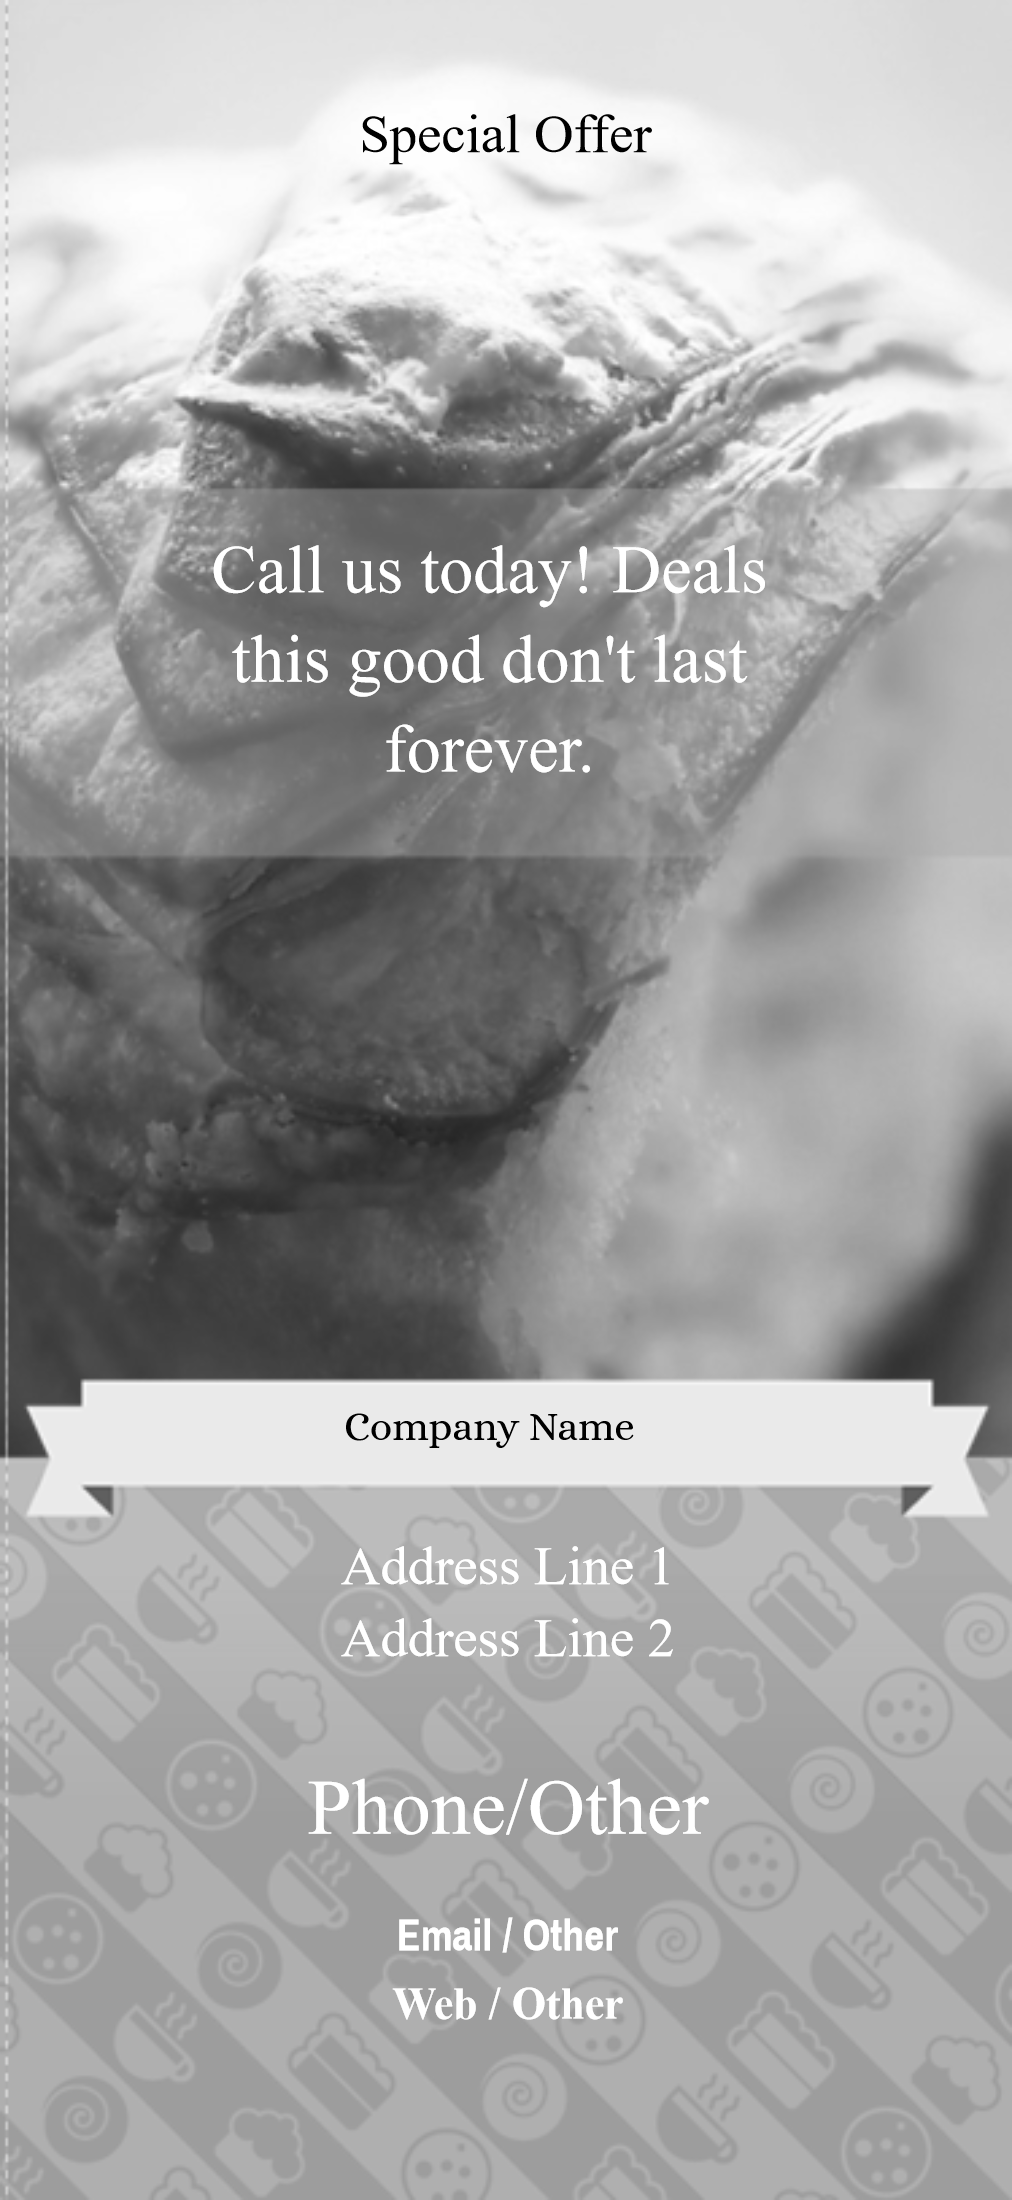 Special Offer
Call us today! Deals
this good don't last
forever.
Company Name
Address Line 1
Address Line 2
Phone/Other
Email / Other
Web / Other